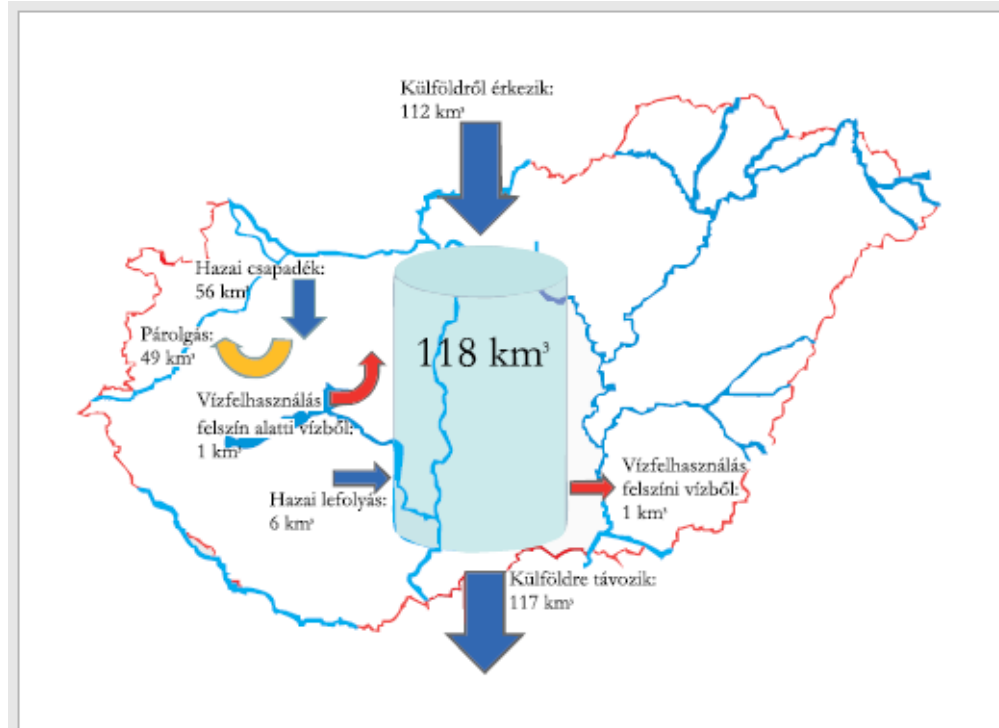 Külföldről érkezik:
112 km³
Hazai csapadék:
56 km³
Párolgás:
49 km³
118 km³
Vízfelhasználás
felszín alatti vízből:
1 km³
Vízfelhasználás
felszíni vízből:
1 km³
Hazai lefolyás:
6 km³
Külföldre távozik:
117 km³